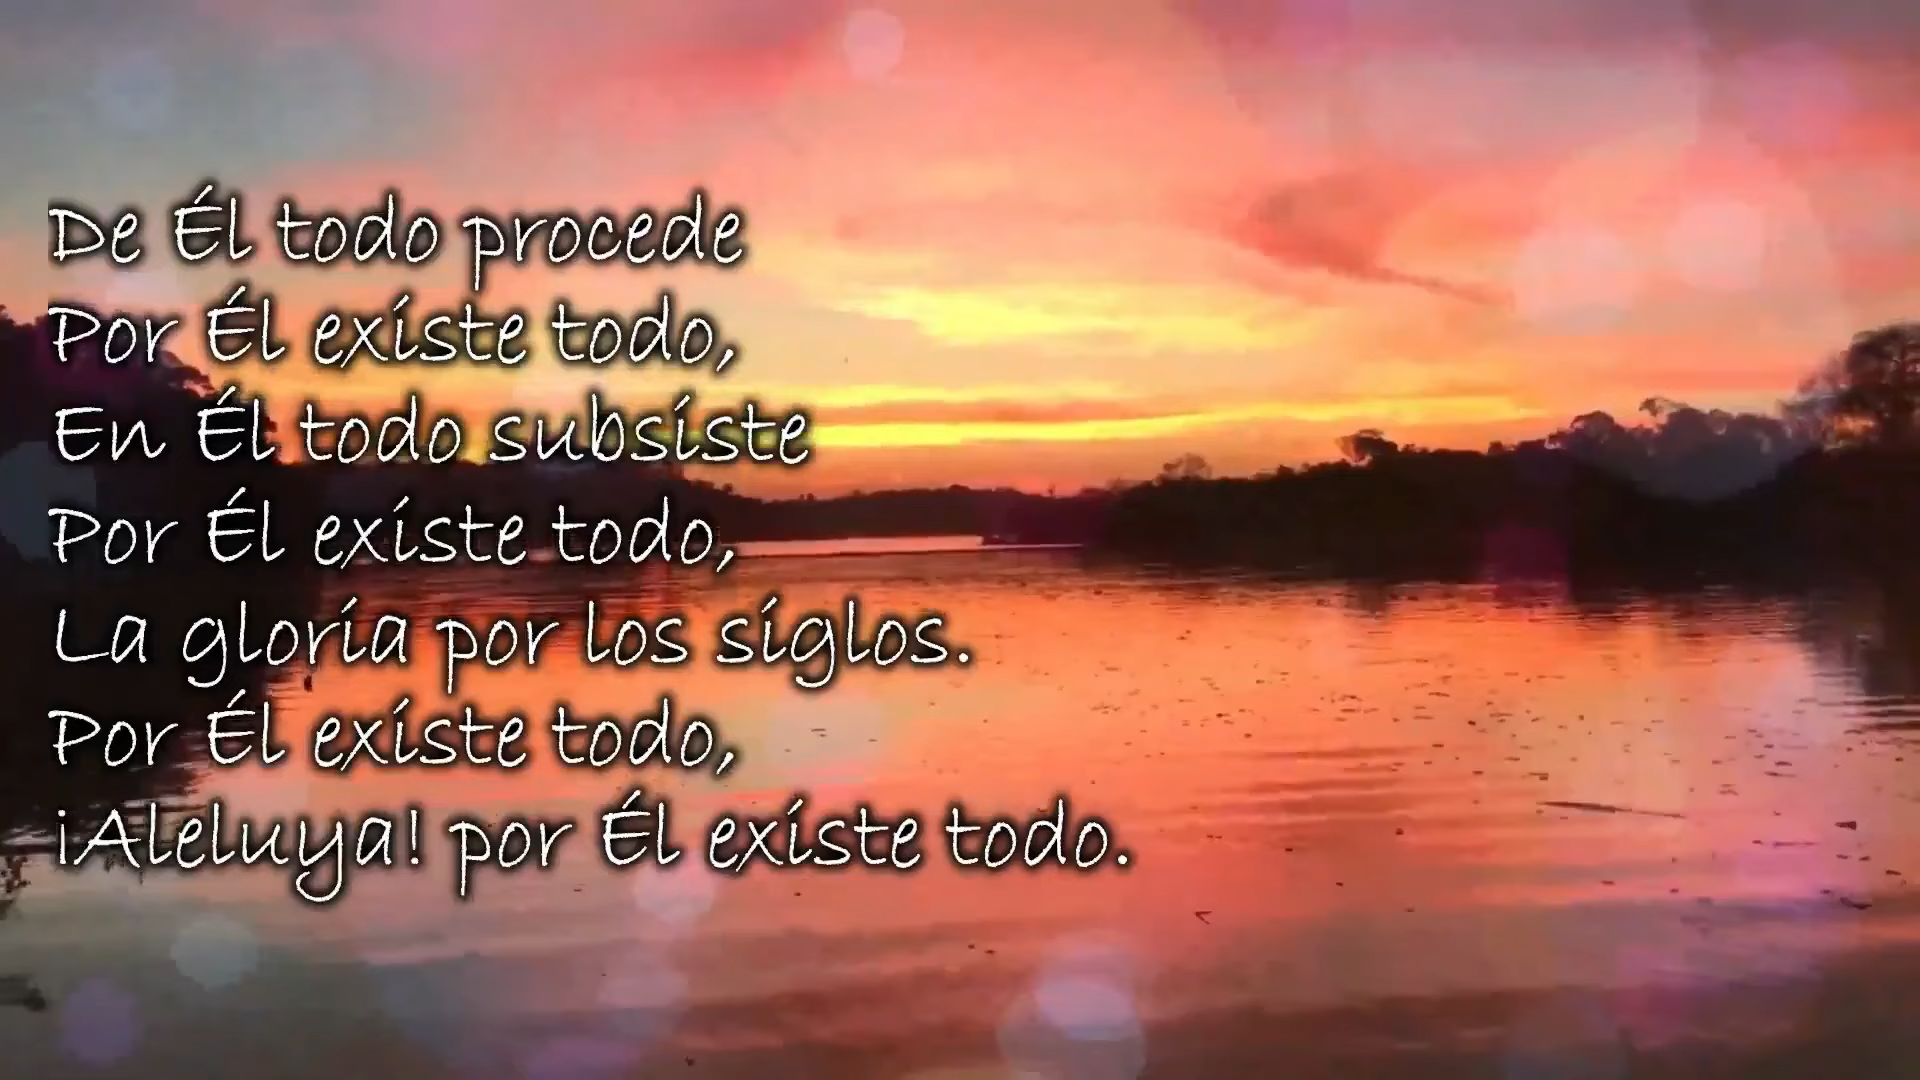 De Él todo procede
Por Él existe todo,
En Él todo subsiste
Por Él existe todo,
La gloria por los siglos.
Por Él existe todo,
¡Aleluya! por Él existe todo.